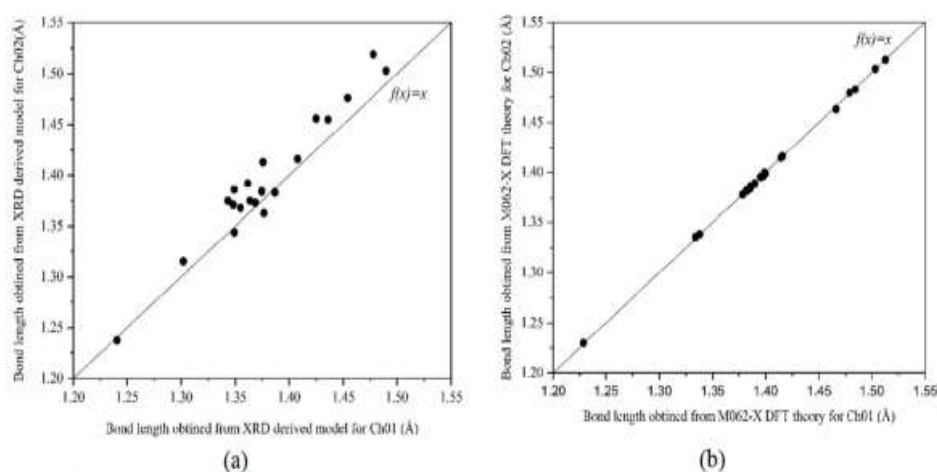 Bond length obtined from XRD derived model for Ch02(Å)
1.55
1.50
1.45
1.40
1.35
1.30
1.25
1.20
f(x)=x
1.20 1.25 1.30 1.35 1.40 1.45 1.50 1.55
Bond length obtined from XRD derived model for Ch01 (Å)
(a)
Bond length obtined from M062-X DFT theory for Ch02 (Å)
1.55
1.50
1.45
1.40
1.35
1.30
1.25
1.20
f(x)=x
1.20 1.25 1.30 1.35 1.40 1.45 1.50 1.55
Bond length obtined from M062-X DFT theory for Ch01 (Å)
(b)